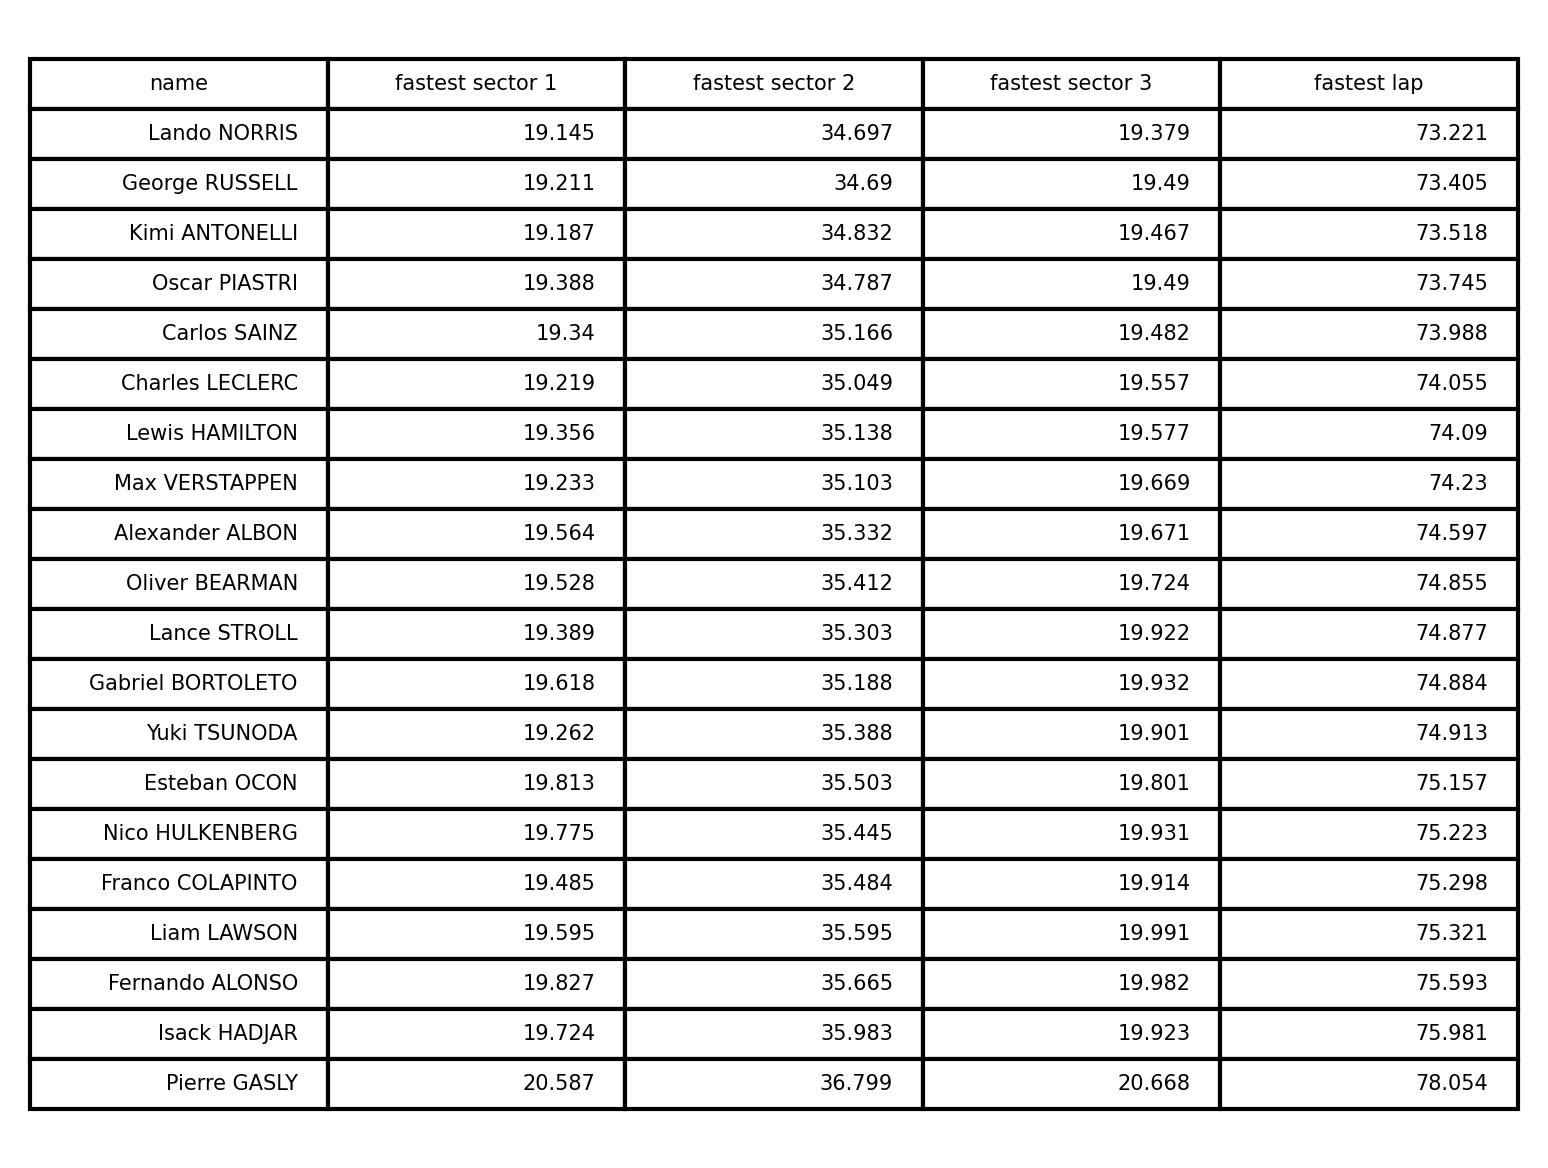 name fastest sector 1 fastest sector 2 fastest sector 3 fastest lap
Lando NORRIS 19.145 34.697 19.379 73.221
George RUSSELL 19.211 34.69 19.49 73.405
Kimi ANTONELLI 19.187 34.832 19.467 73.518
Oscar PIASTRI 19.388 34.787 19.49 73.745
Carlos SAINZ 19.34 35.166 19.482 73.988
Charles LECLERC 19.219 35.049 19.557 74.055
Lewis HAMILTON 19.356 35.138 19.577 74.09
Max VERSTAPPEN 19.233 35.103 19.669 74.23
Alexander ALBON 19.564 35.332 19.671 74.597
Oliver BEARMAN 19.528 35.412 19.724 74.855
Lance STROLL 19.389 35.303 19.922 74.877
Gabriel BORTOLETO 19.618 35.188 19.932 74.884
Yuki TSUNODA 19.262 35.388 19.901 74.913
Esteban OCON 19.813 35.503 19.801 75.157
Nico HULKENBERG 19.775 35.445 19.931 75.223
Franco COLAPINTO 19.485 35.484 19.914 75.298
Liam LAWSON 19.595 35.595 19.991 75.321
Fernando ALONSO 19.827 35.665 19.982 75.593
Isack HADJAR 19.724 35.983 19.923 75.981
Pierre GASLY 20.587 36.799 20.668 78.054